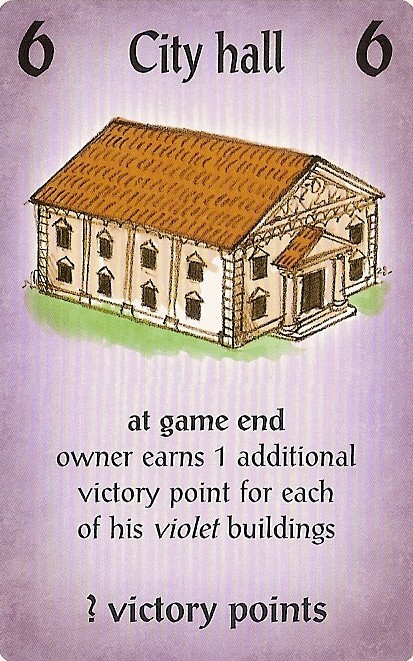 6 City hall 6
at game end
owner earns 1 additional
victory point for each
of his violet buildings
? victory points